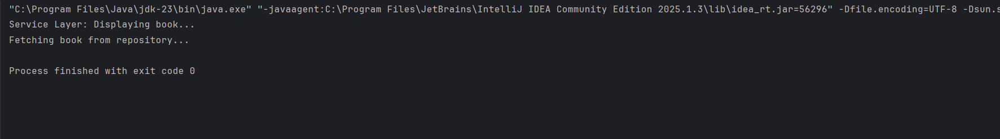 "C:\Program Files\Java\jdk-23\bin\java.exe" "-javaagent:C:\Program Files\JetBrains\IntelliJ IDEA Community Edition 2025.1.3\lib\idea_rt.jar=56296" -Dfile.encoding=UTF-8 -Dsun.s
Service Layer: Displaying book...
Fetching book from repository...
Process finished with exit code 0